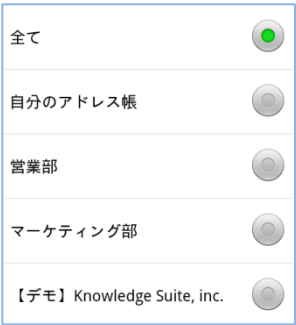 全て
自分のアドレス帳
営業部
マーケティング部
【デモ】Knowledge Suite, inc.